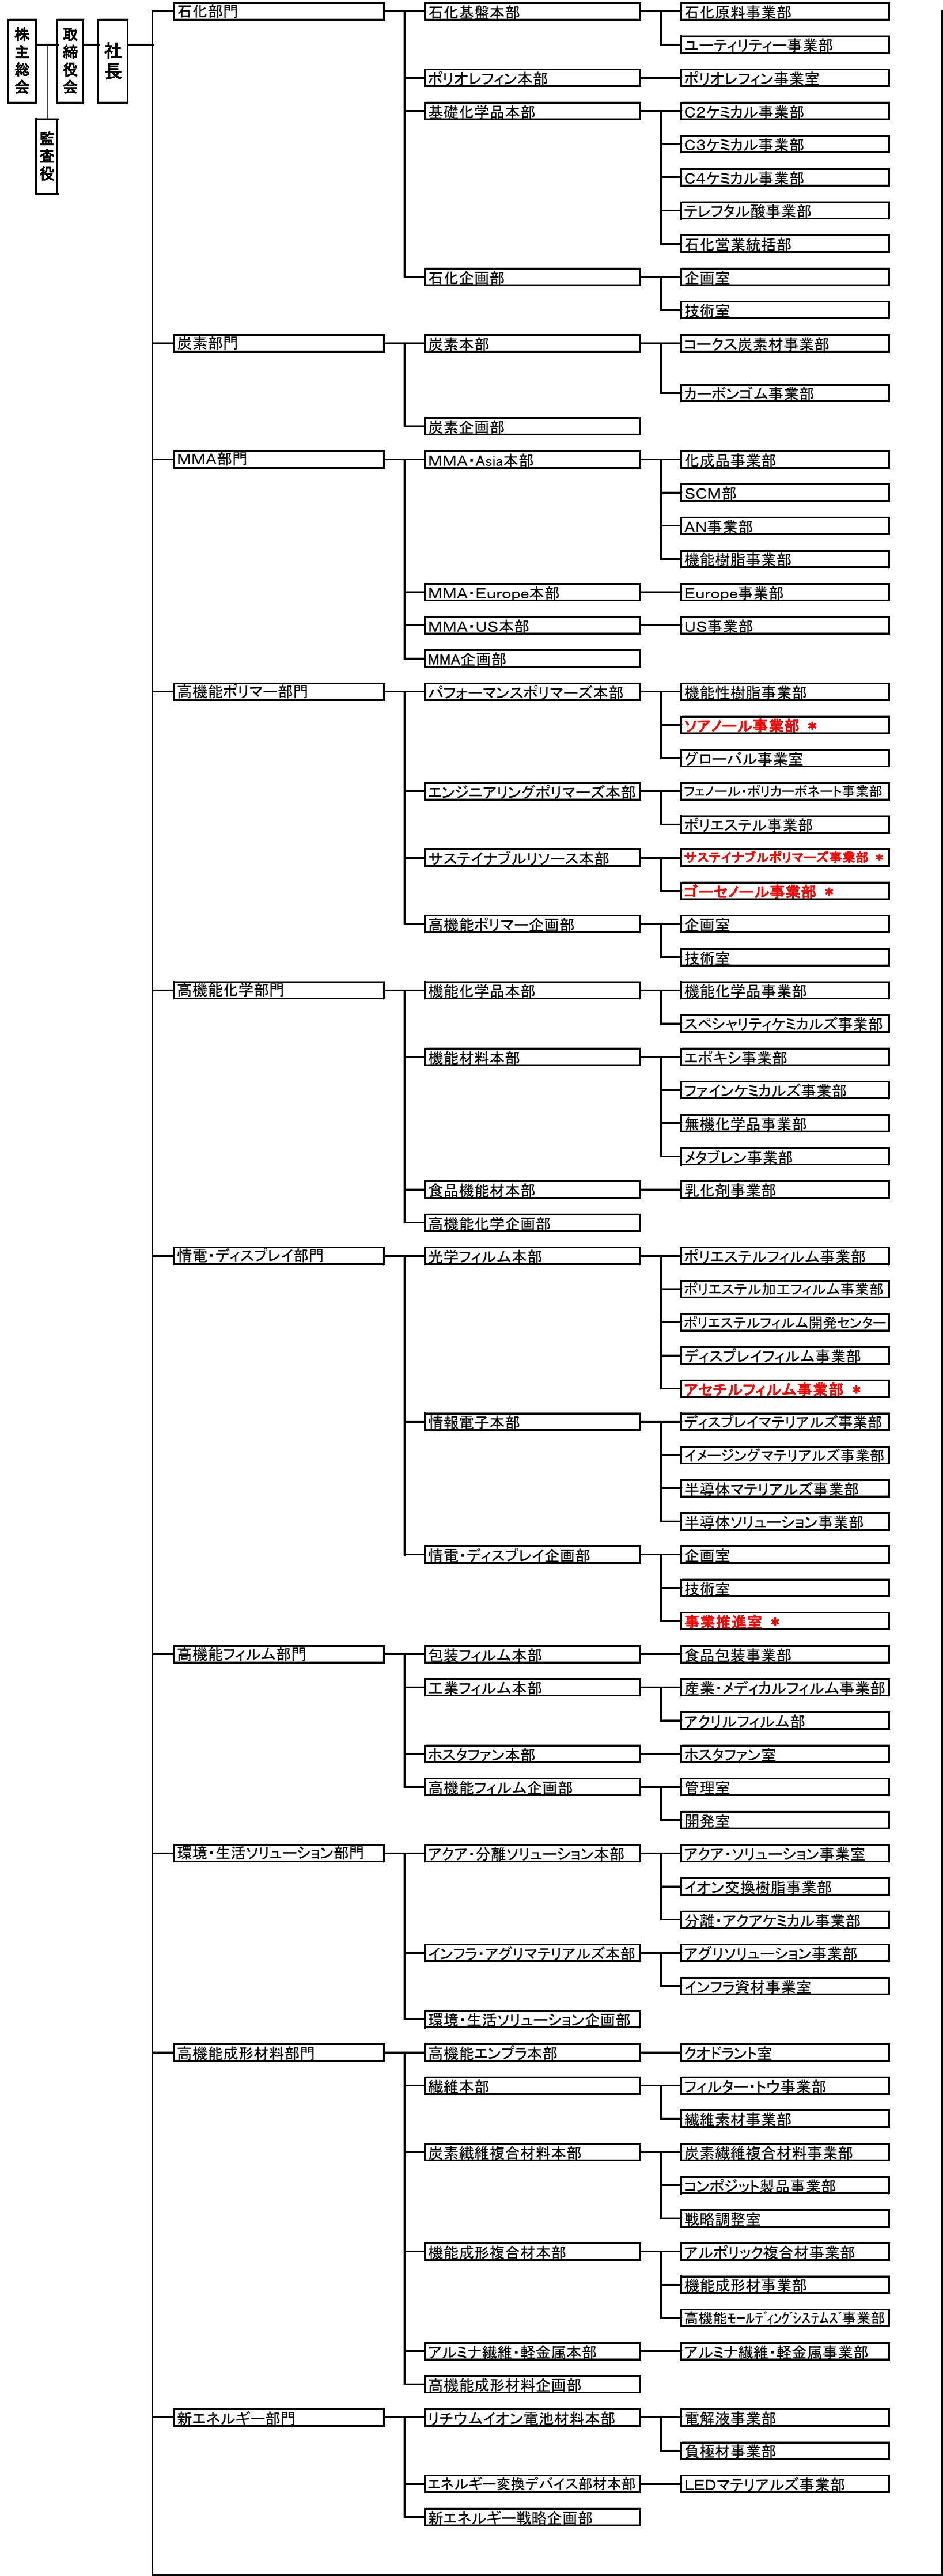 株主総会
取締役会
社長
監査役
石化部門
石化基盤本部
石化原料事業部
ユーティリティー事業部
ポリオレフィン本部
ポリオレフィン事業室
基礎化学品本部
C2ケミカル事業部
C3ケミカル事業部
C4ケミカル事業部
テレフタル酸事業部
石化営業統括部
石化企画部
企画室
技術室
炭素部門
炭素本部
コークス炭素材事業部
カーボンゴム事業部
炭素企画部
MMA部門
MMA・Asia本部
化成品事業部
SCM部
AN事業部
機能樹脂事業部
MMA・Europe本部
Europe事業部
MMA・US本部
US事業部
MMA企画部
高機能ポリマー部門
パフォーマンスポリマーズ本部
機能性樹脂事業部
ソアノール事業部 *
グローバル事業室
エンジニアリングポリマーズ本部
フェノール・ポリカーボネート事業部
ポリエステル事業部
サステイナブルリソース本部
サステイナブルポリマーズ事業部 *
ゴーセノール事業部 *
高機能ポリマー企画部
企画室
技術室
高機能化学部門
機能化学品本部
機能化学品事業部
スペシャリティケミカルズ事業部
機能材料本部
エポキシ事業部
ファインケミカルズ事業部
無機化学品事業部
メタブレン事業部
食品機能材本部
乳化剤事業部
高機能化学企画部
情電・ディスプレイ部門
光学フィルム本部
ポリエステルフィルム事業部
ポリエステル加工フィルム事業部
ポリエステルフィルム開発センター
ディスプレイフィルム事業部
アセチルフィルム事業部 *
情報電子本部
ディスプレイマテリアルズ事業部
イメージングマテリアルズ事業部
半導体マテリアルズ事業部
半導体ソリューション事業部
情電・ディスプレイ企画部
企画室
技術室
事業推進室 *
高機能フィルム部門
包装フィルム本部
食品包装事業部
工業フィルム本部
産業・メディカルフィルム事業部
アクリルフィルム部
ホスタファン本部
ホスタファン室
高機能フィルム企画部
管理室
開発室
環境・生活ソリューション部門
アクア・分離ソリューション本部
アクア・ソリューション事業室
イオン交換樹脂事業部
分離・アクアケミカル事業部
インフラ・アグリマテリアルズ本部
アグリソリューション事業部
インフラ資材事業室
環境・生活ソリューション企画部
高機能成形材料部門
高機能エンプラ本部
クオドラント室
繊維本部
フィルター・トウ事業部
繊維素材事業部
炭素繊維複合材料本部
炭素繊維複合材料事業部
コンポジット製品事業部
戦略調整室
機能成形複合材本部
アルポリック複合材事業部
機能成形材事業部
高機能ﾓｰﾙﾃﾞｨﾝｸﾞｼｽﾃﾑｽﾞ事業部
アルミナ繊維・軽金属本部
アルミナ繊維・軽金属事業部
高機能成形材料企画部
新エネルギー部門
リチウムイオン電池材料本部
電解液事業部
負極材事業部
エネルギー変換デバイス部材本部
LEDマテリアルズ事業部
新エネルギー戦略企画部